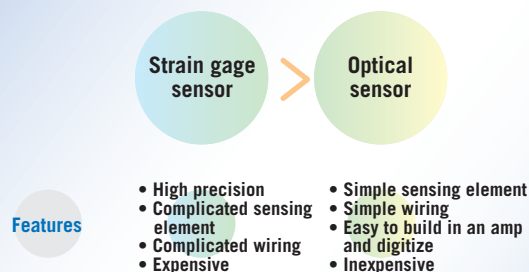 Strain gage
sensor
>
Optical
sensor
Features
• High precision
• Complicated sensing
element
• Complicated wiring
• Expensive
• Simple sensing element
• Simple wiring
• Easy to build in an amp
and digitize
• Inexpensive